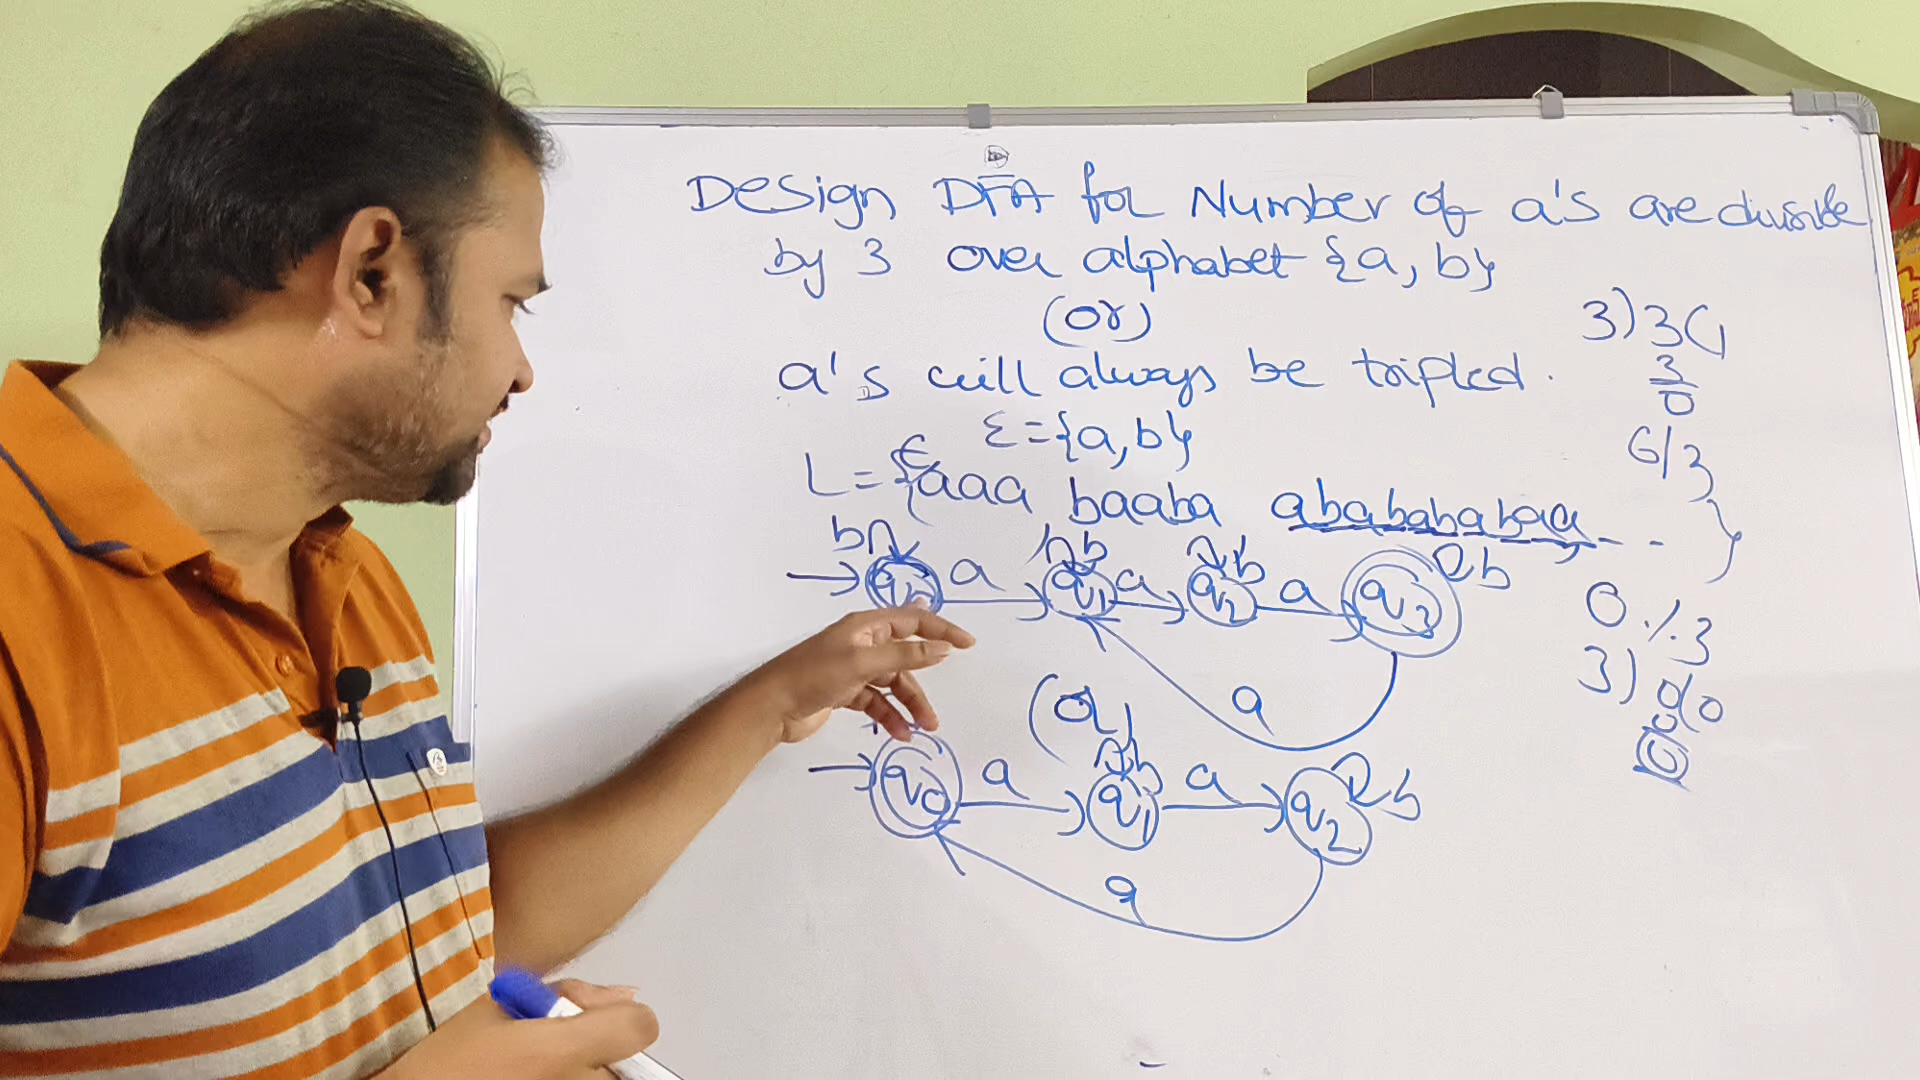 Design DFA for Number of a's are divisible
by 3 over alphabet {a, b}
(or)
a's will always be tripled.
Σ = {a, b}
L = {ϵ aaa baaba ababababaa - - - }
3) 3 (1
3
0
6/3
0 % 3
3) 0 (0
0
0
b b b b
q0 a q1 a q2 a q3
a
(or)
b b
q0 a q1 a q2
a